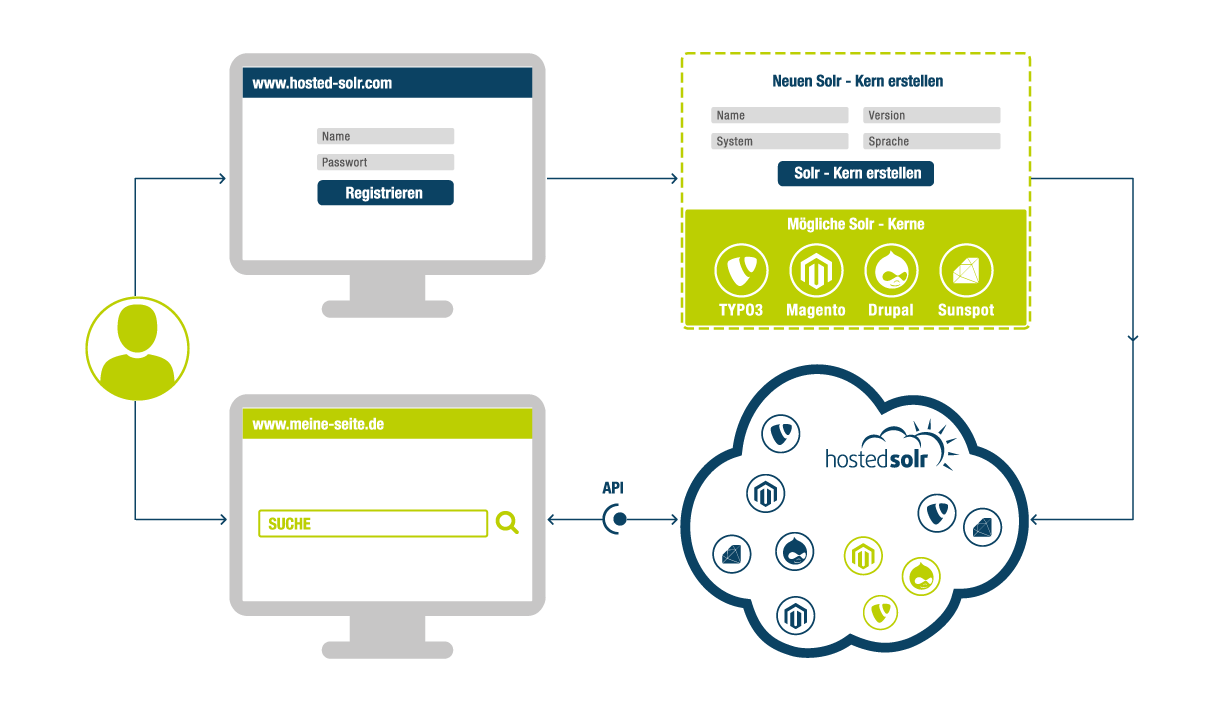 www.hosted-solr.com
Name
Passwort
Registrieren
Neuen Solr - Kern erstellen
Name Version
System Sprache
Solr - Kern erstellen
Mögliche Solr - Kerne
TYPO3 Magento Drupal Sunspot
www.meine-seite.de
SUCHE
API
hostedsolr